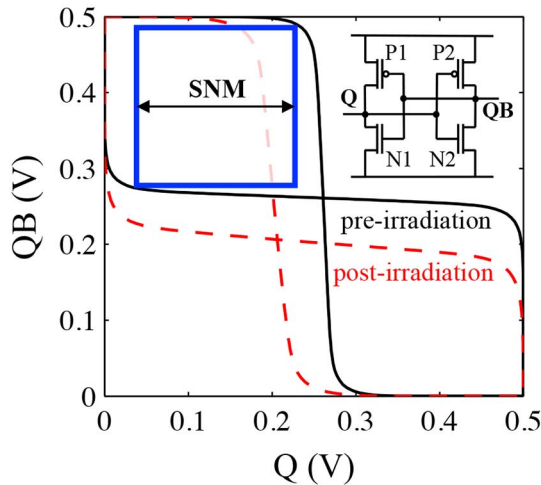 0.5
0.4
0.3
0.2
0.1
0
QB (V)
SNM
P1 P2
Q
QB
N1 N2
pre-irradiation
post-irradiation
0 0.1 0.2 0.3 0.4 0.5
Q (V)